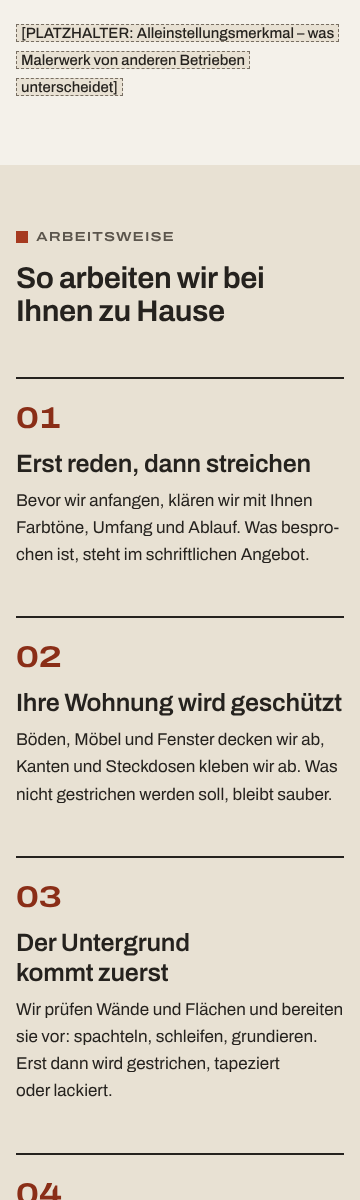 [PLATZHALTER: Alleinstellungsmerkmal – was
Malerwerk von anderen Betrieben
unterscheidet]
ARBEITSWEISE
So arbeiten wir bei
Ihnen zu Hause
01
Erst reden, dann streichen
Bevor wir anfangen, klären wir mit Ihnen
Farbtöne, Umfang und Ablauf. Was bespro-
chen ist, steht im schriftlichen Angebot.
02
Ihre Wohnung wird geschützt
Böden, Möbel und Fenster decken wir ab,
Kanten und Steckdosen kleben wir ab. Was
nicht gestrichen werden soll, bleibt sauber.
03
Der Untergrund
kommt zuerst
Wir prüfen Wände und Flächen und bereiten
sie vor: spachteln, schleifen, grundieren.
Erst dann wird gestrichen, tapeziert
oder lackiert.
04